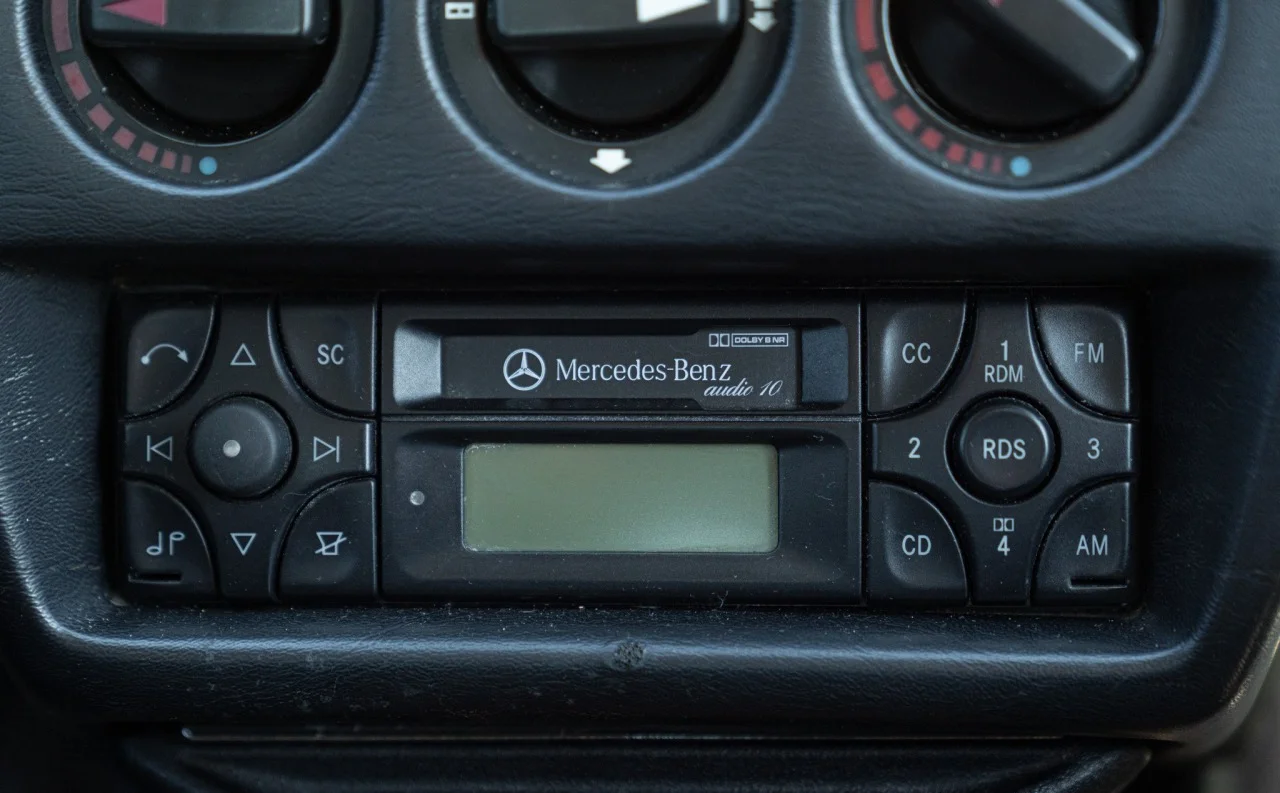 SC
DOLBY B NR
Mercedes-Benz
audio 10
CC
1
RDM
FM
2
RDS
3
CD
4
AM